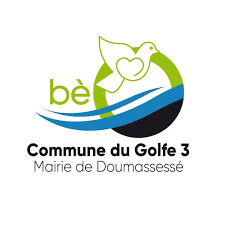 bè
Commune du Golfe 3
Mairie de Doumassessé